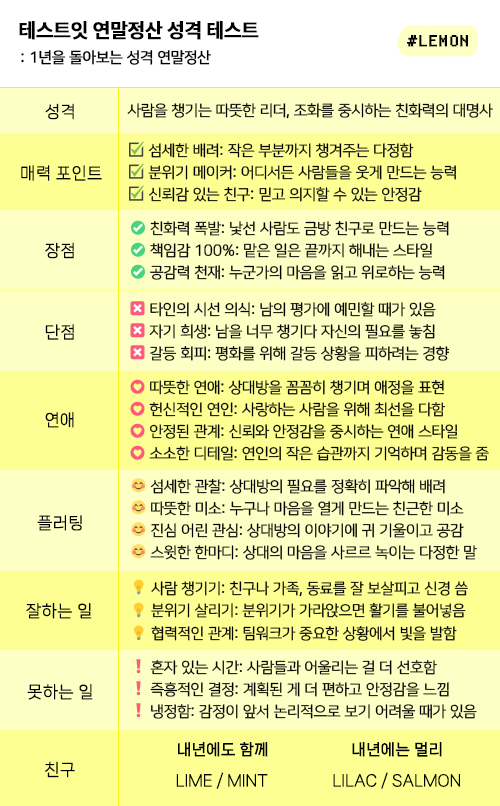 테스트잇 연말정산 성격 테스트
: 1년을 돌아보는 성격 연말정산
#LEMON
성격
사람을 챙기는 따뜻한 리더, 조화를 중시하는 친화력의 대명사
매력 포인트
섬세한 배려: 작은 부분까지 챙겨주는 다정함
분위기 메이커: 어디서든 사람들을 웃게 만드는 능력
신뢰감 있는 친구: 믿고 의지할 수 있는 안정감
장점
친화력 폭발: 낯선 사람도 금방 친구로 만드는 능력
책임감 100%: 맡은 일은 끝까지 해내는 스타일
공감력 천재: 누군가의 마음을 읽고 위로하는 능력
단점
타인의 시선 의식: 남의 평가에 예민할 때가 있음
자기 희생: 남을 너무 챙기다 자신의 필요를 놓침
갈등 회피: 평화를 위해 갈등 상황을 피하려는 경향
연애
따뜻한 연애: 상대방을 꼼꼼히 챙기며 애정을 표현
헌신적인 연인: 사랑하는 사람을 위해 최선을 다함
안정된 관계: 신뢰와 안정감을 중시하는 연애 스타일
소소한 디테일: 연인의 작은 습관까지 기억하며 감동을 줌
플러팅
섬세한 관찰: 상대방의 필요를 정확히 파악해 배려
따뜻한 미소: 누구나 마음을 열게 만드는 친근한 미소
진심 어린 관심: 상대방의 이야기에 귀 기울이고 공감
스윗한 한마디: 상대의 마음을 사르르 녹이는 다정한 말
잘하는 일
사람 챙기기: 친구나 가족, 동료를 잘 보살피고 신경 씀
분위기 살리기: 분위기가 가라앉으면 활기를 불어넣음
협력적인 관계: 팀워크가 중요한 상황에서 빛을 발함
못하는 일
혼자 있는 시간: 사람들과 어울리는 걸 더 선호함
즉흥적인 결정: 계획된 게 더 편하고 안정감을 느낌
냉정함: 감정이 앞서 논리적으로 보기 어려울 때가 있음
친구
내년에도 함께
LIME / MINT
내년에는 멀리
LILAC / SALMON